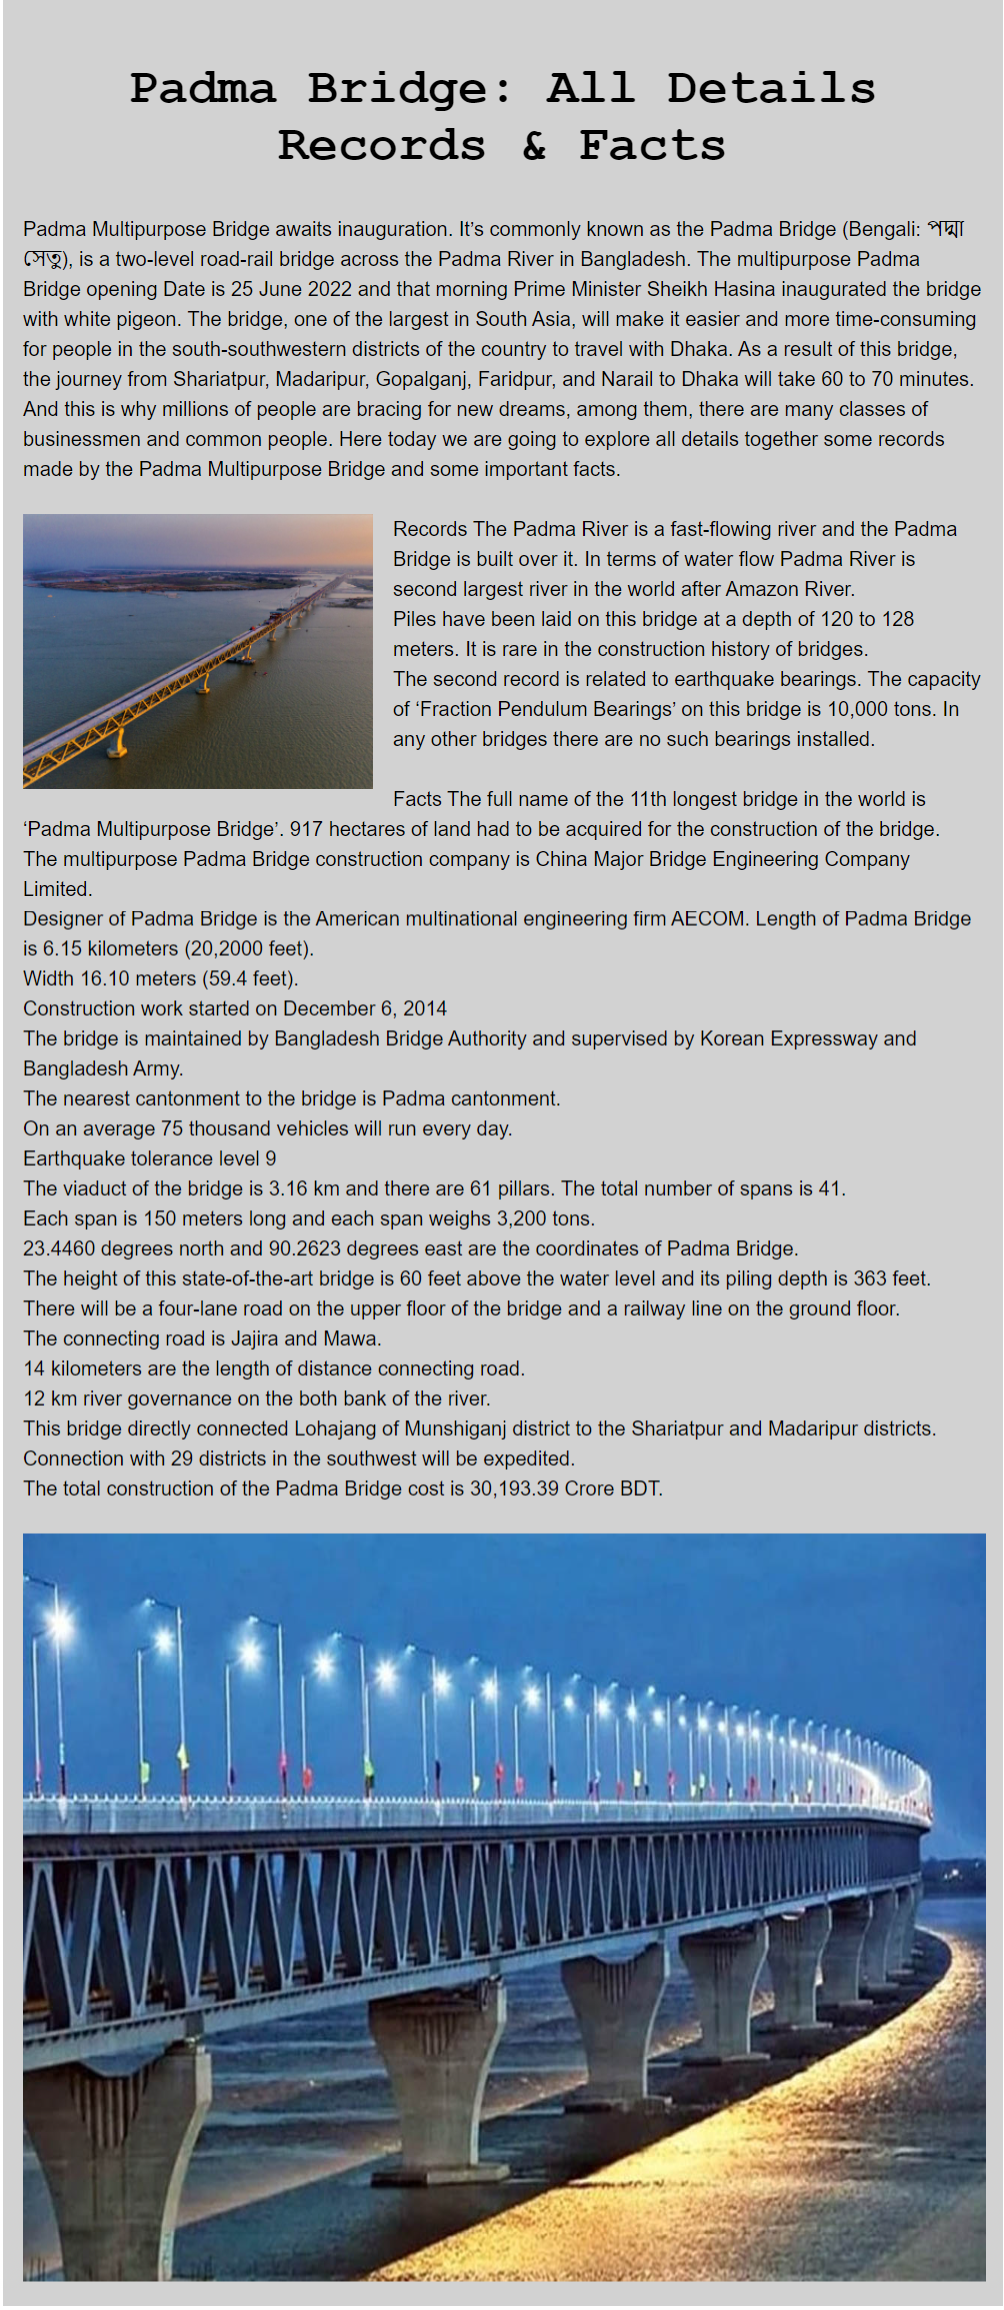 Padma Bridge: All Details
Records & Facts
Padma Multipurpose Bridge awaits inauguration. It’s commonly known as the Padma Bridge (Bengali: পদ্মা
সেতু), is a two-level road-rail bridge across the Padma River in Bangladesh. The multipurpose Padma
Bridge opening Date is 25 June 2022 and that morning Prime Minister Sheikh Hasina inaugurated the bridge
with white pigeon. The bridge, one of the largest in South Asia, will make it easier and more time-consuming
for people in the south-southwestern districts of the country to travel with Dhaka. As a result of this bridge,
the journey from Shariatpur, Madaripur, Gopalganj, Faridpur, and Narail to Dhaka will take 60 to 70 minutes.
And this is why millions of people are bracing for new dreams, among them, there are many classes of
businessmen and common people. Here today we are going to explore all details together some records
made by the Padma Multipurpose Bridge and some important facts.
Records The Padma River is a fast-flowing river and the Padma
Bridge is built over it. In terms of water flow Padma River is
second largest river in the world after Amazon River.
Piles have been laid on this bridge at a depth of 120 to 128
meters. It is rare in the construction history of bridges.
The second record is related to earthquake bearings. The capacity
of ‘Fraction Pendulum Bearings’ on this bridge is 10,000 tons. In
any other bridges there are no such bearings installed.
Facts The full name of the 11th longest bridge in the world is
‘Padma Multipurpose Bridge’. 917 hectares of land had to be acquired for the construction of the bridge.
The multipurpose Padma Bridge construction company is China Major Bridge Engineering Company
Limited.
Designer of Padma Bridge is the American multinational engineering firm AECOM. Length of Padma Bridge
is 6.15 kilometers (20,2000 feet).
Width 16.10 meters (59.4 feet).
Construction work started on December 6, 2014
The bridge is maintained by Bangladesh Bridge Authority and supervised by Korean Expressway and
Bangladesh Army.
The nearest cantonment to the bridge is Padma cantonment.
On an average 75 thousand vehicles will run every day.
Earthquake tolerance level 9
The viaduct of the bridge is 3.16 km and there are 61 pillars. The total number of spans is 41.
Each span is 150 meters long and each span weighs 3,200 tons.
23.4460 degrees north and 90.2623 degrees east are the coordinates of Padma Bridge.
The height of this state-of-the-art bridge is 60 feet above the water level and its piling depth is 363 feet.
There will be a four-lane road on the upper floor of the bridge and a railway line on the ground floor.
The connecting road is Jajira and Mawa.
14 kilometers are the length of distance connecting road.
12 km river governance on the both bank of the river.
This bridge directly connected Lohajang of Munshiganj district to the Shariatpur and Madaripur districts.
Connection with 29 districts in the southwest will be expedited.
The total construction of the Padma Bridge cost is 30,193.39 Crore BDT.